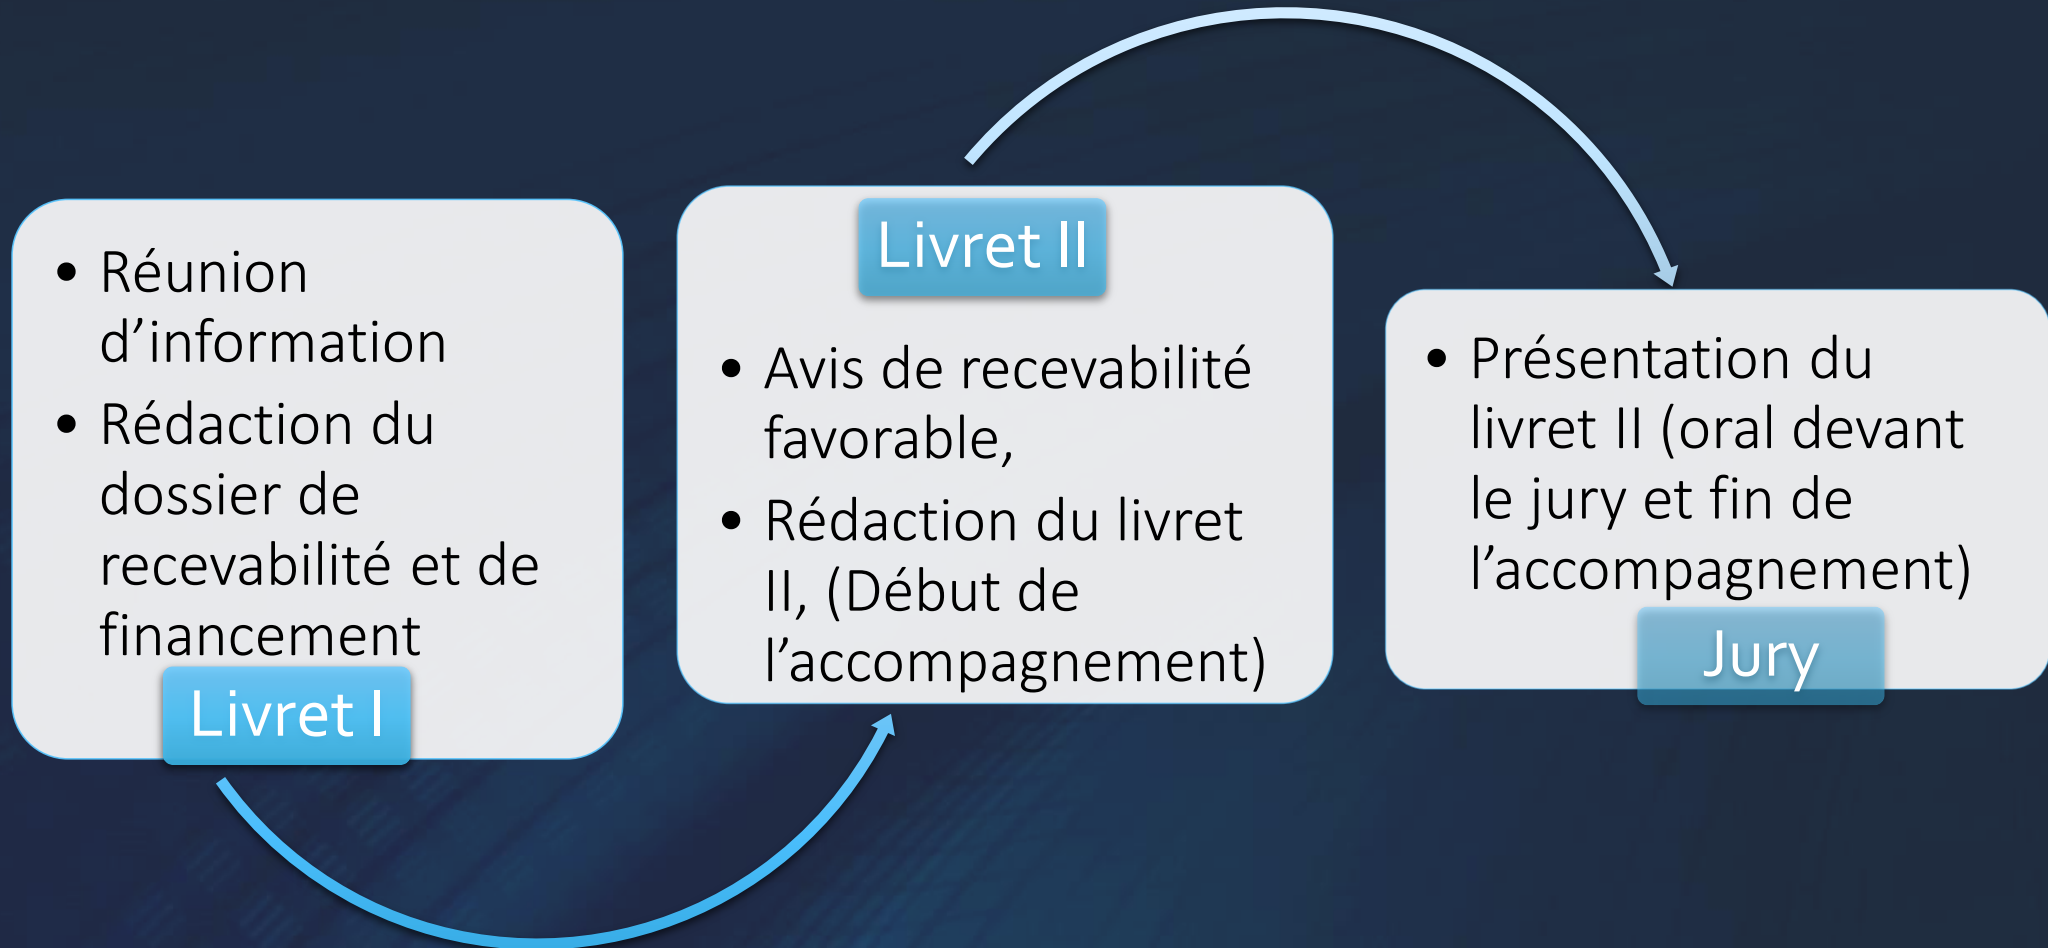 • Réunion
d’information
• Rédaction du
dossier de
recevabilité et de
financement
Livret I
Livret II
• Avis de recevabilité
favorable,
• Rédaction du livret
II, (Début de
l’accompagnement)
• Présentation du
livret II (oral devant
le jury et fin de
l’accompagnement)
Jury